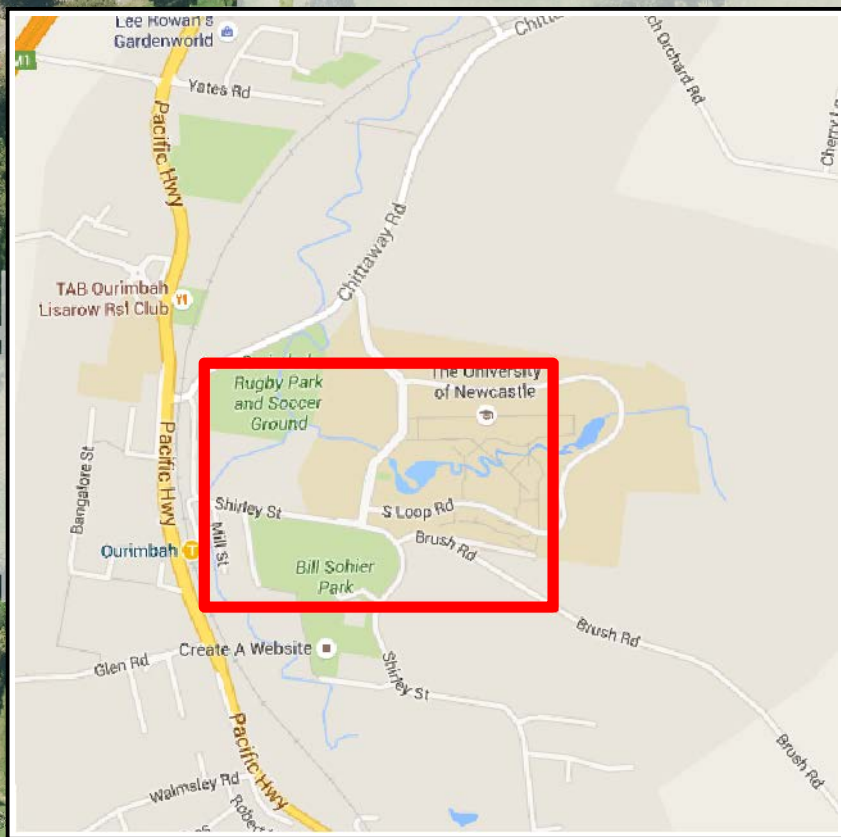 Lee Rowan's
Gardenworld
M1
Yates Rd
Pacific Hwy
Chittaway Rd
ch Orchard Rd
TAB Ourimbah
Lisarow Rsl Club
Rugby Park
and Soccer
Ground
The University
of Newcastle
Bangalore St
Pacific Hwy
Shirley St
S Loop Rd
Mill St
Ourimbah
Brush Rd
Bill Sohier
Park
Create A Website
Brush Rd
Glen Rd
Shirley St
Pacific Hwy
Walmsley Rd
Brush Rd